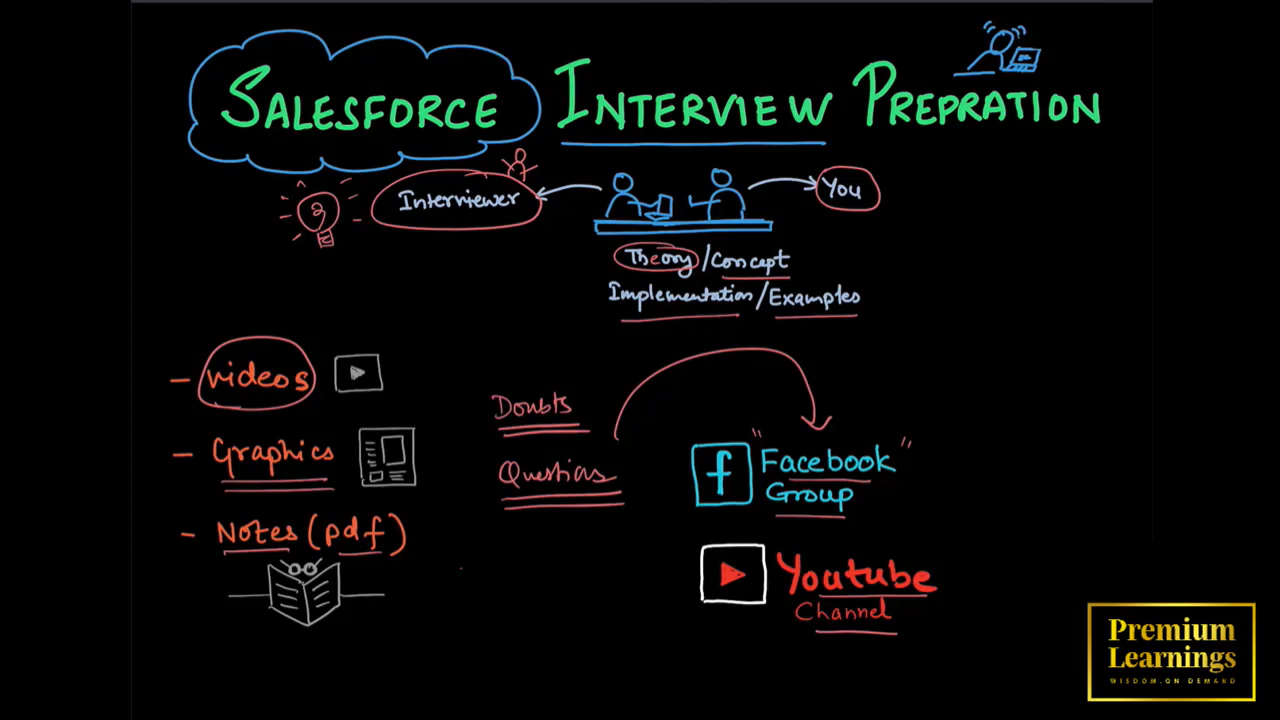 SALESFORCE INTERVIEW PREPRATION
Interviewer
You
Theory/Concept
Implementation/Examples
- videos
- Graphics
- Notes (pdf)
Doubts
Questions
f
"Facebook"
Group
Youtube
Channel
Premium
Learnings
WISDOM.ON DEMAND